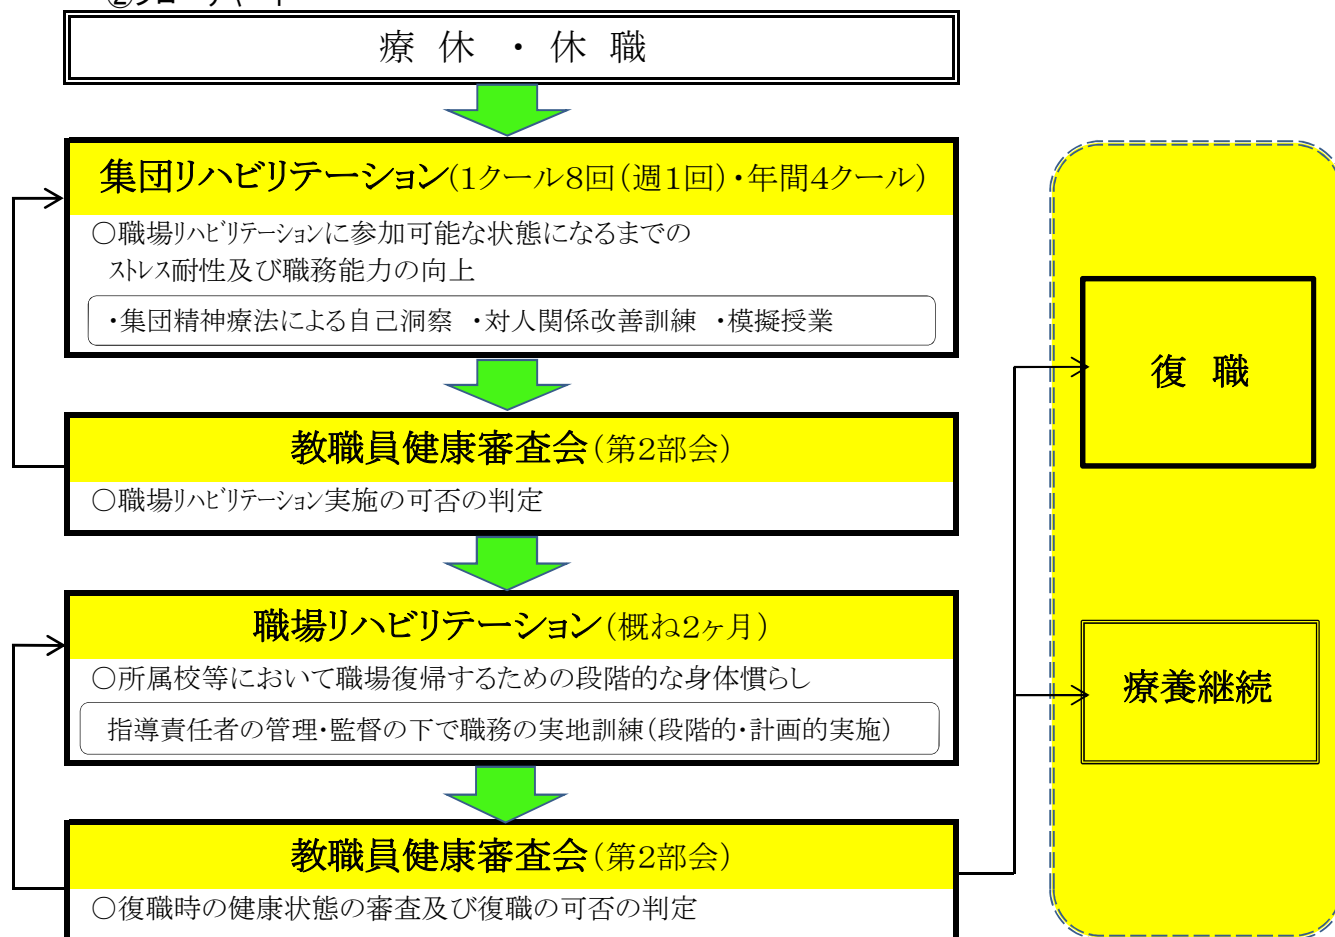 ②フローチャート
療 休 ・ 休 職
集団リハビリテーション(1クール8回(週1回)・年間4クール)
○職場ﾘﾊﾋﾞﾘﾃｰｼｮﾝに参加可能な状態になるまでの
ｽﾄﾚｽ耐性及び職務能力の向上
・集団精神療法による自己洞察 ・対人関係改善訓練 ・模擬授業
教職員健康審査会(第2部会)
○職場ﾘﾊﾋﾞﾘﾃｰｼｮﾝ実施の可否の判定
職場リハビリテーション(概ね2ヶ月)
○所属校等において職場復帰するための段階的な身体慣らし
指導責任者の管理・監督の下で職務の実地訓練(段階的・計画的実施)
教職員健康審査会(第2部会)
○復職時の健康状態の審査及び復職の可否の判定
復 職
療養継続